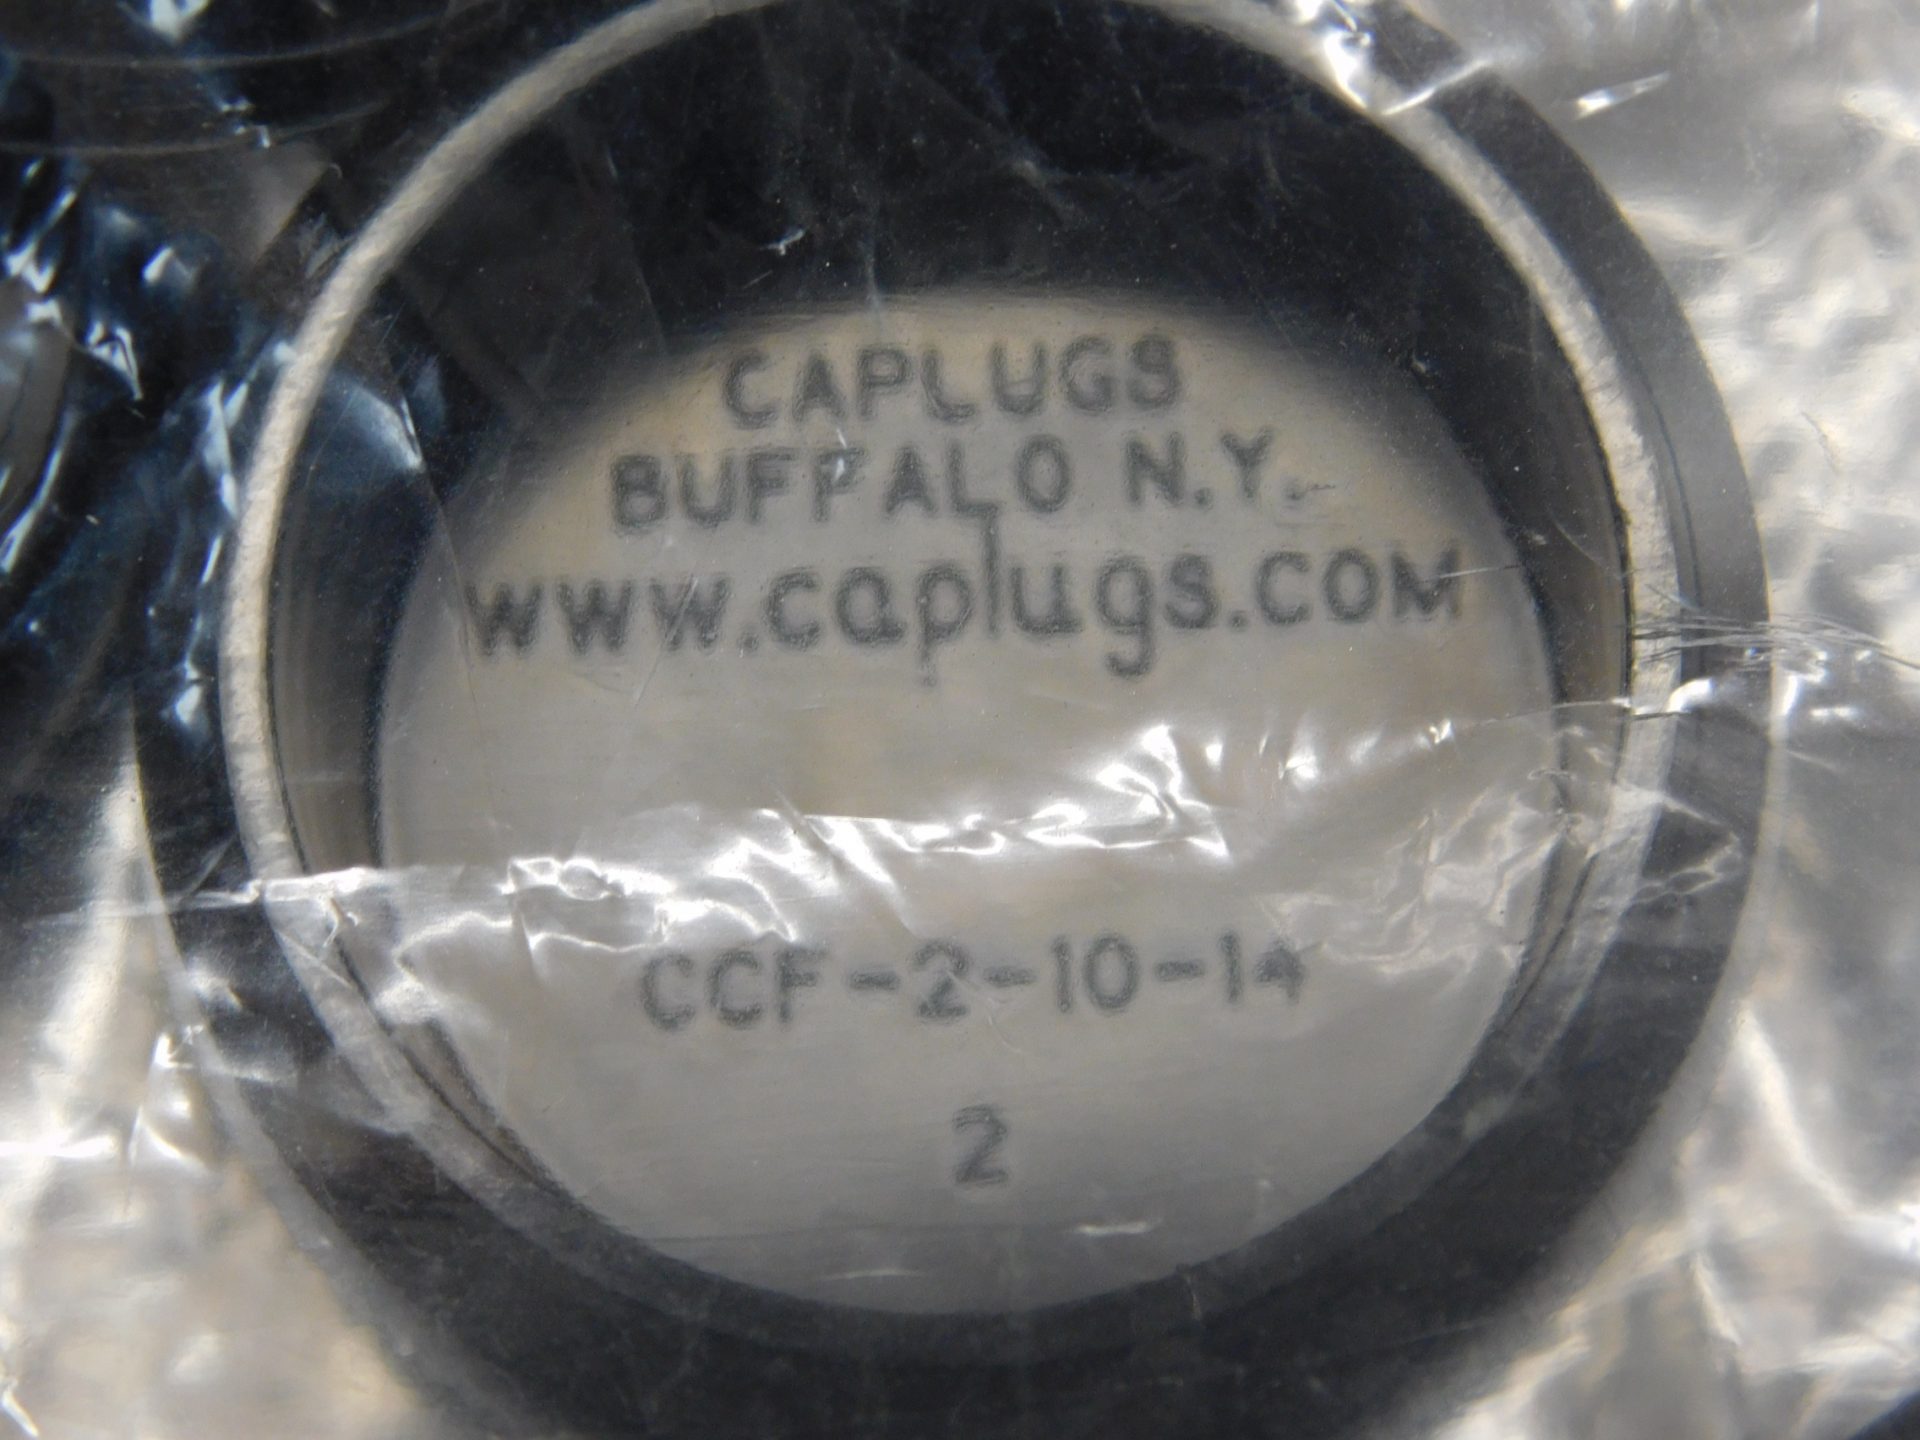 CAPLUGS
BUFFALO N.Y.
www.caplugs.COM
CCF-2-10-14
2